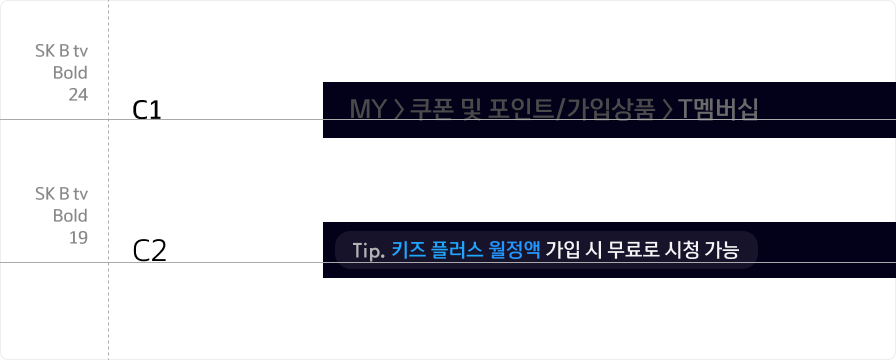 SK B tv
Bold
24
C1
MY > 쿠폰 및 포인트/가입상품 > T멤버십
SK B tv
Bold
19
C2
Tip. 키즈 플러스 월정액 가입 시 무료로 시청 가능